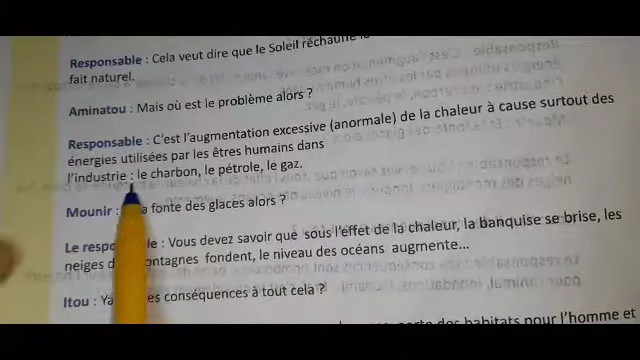 Responsable : Cela veut dire que le Soleil réchauffe
fait naturel.
Aminatou : Mais où est le problème alors ?
Responsable : C’est l’augmentation excessive (anormale) de la chaleur à cause surtout des
énergies utilisées par les êtres humains dans
l’industrie : le charbon, le pétrole, le gaz.
Mounir : la fonte des glaces alors ?
Le resp le : Vous devez savoir que sous l’effet de la chaleur, la banquise se brise, les
neiges d ontagnes fondent, le niveau des océans augmente...
Itou : Ya es conséquences à tout cela ?
des habitats pour l’homme et